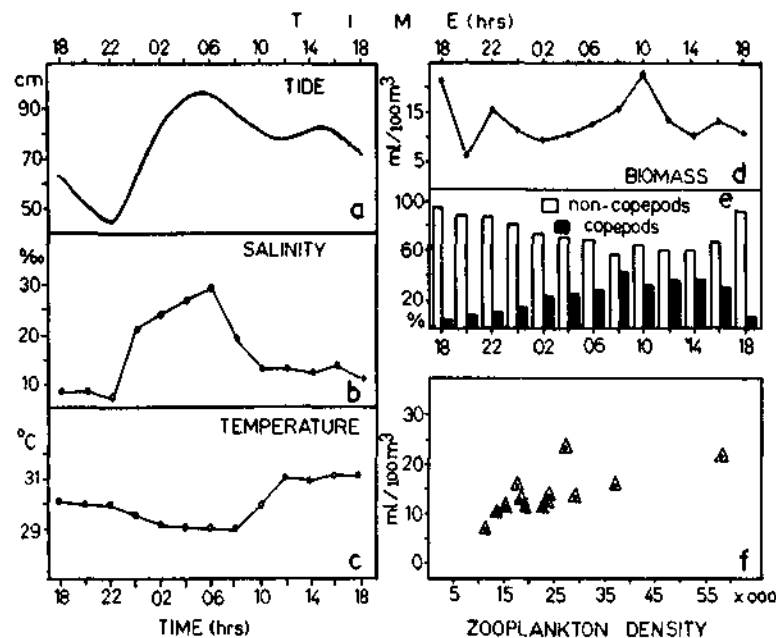 T I M E (hrs)
18 22 02 06 10 14 18
18 22 02 06 10 14 18
cm
90
70
50
TIDE
a
‰
30
20
10
SALINITY
b
°C
31
29
TEMPERATURE
c
18 22 02 06 10 14 18
TIME (hrs)
ml/100m³
15
5
d
BIOMASS
100
60
20
%
non-copepods
copepods
e
18 22 02 06 10 14 18
ml/100m³
30
20
10
0
f
5 15 25 35 45 55 x000
ZOOPLANKTON DENSITY